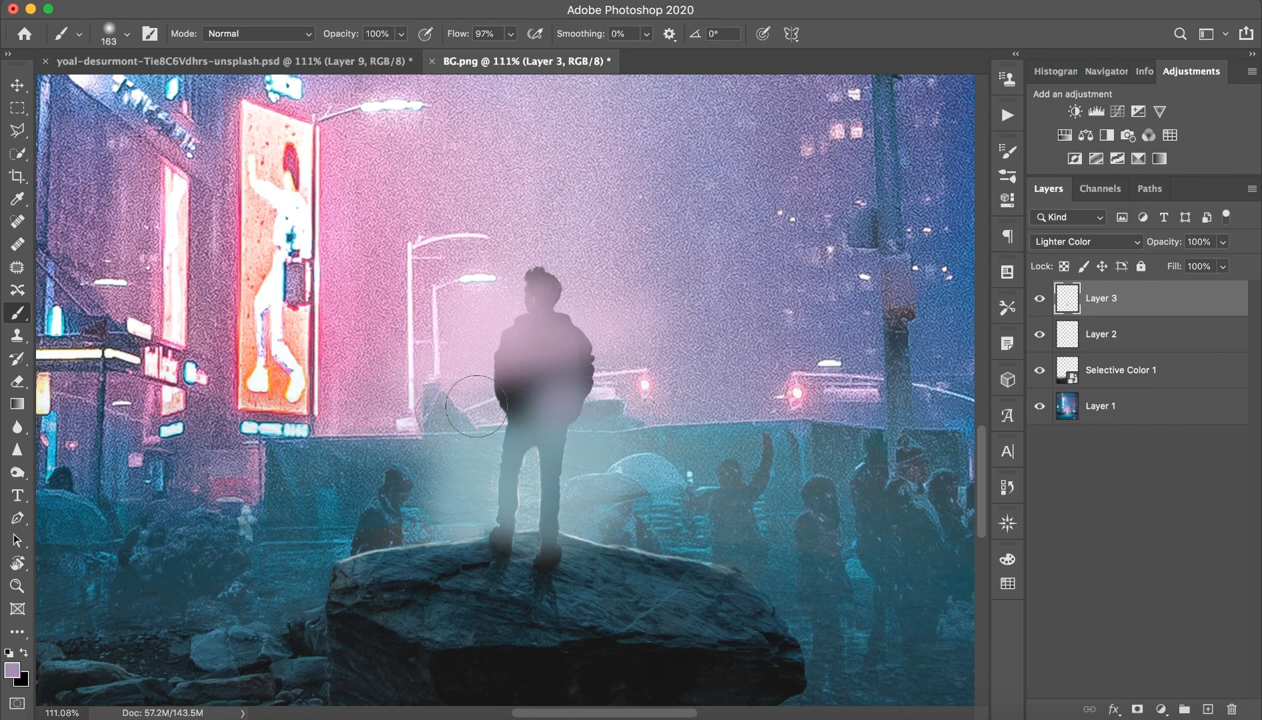 Adobe Photoshop 2020
163
Mode: Normal Opacity: 100% Flow: 97% Smoothing: 0% 0°
yoal-desurmont-Tie8C6Vdhrs-unsplash.psd @ 111% (Layer 9, RGB/8) *
BG.png @ 111% (Layer 3, RGB/8) *
Histogran Navigator Info Adjustments
Add an adjustment
Layers Channels Paths
Kind
Lighter Color Opacity: 100%
Lock: Fill: 100%
Layer 3
Layer 2
Selective Color 1
Layer 1
111.08% Doc: 57.2M/143.5M